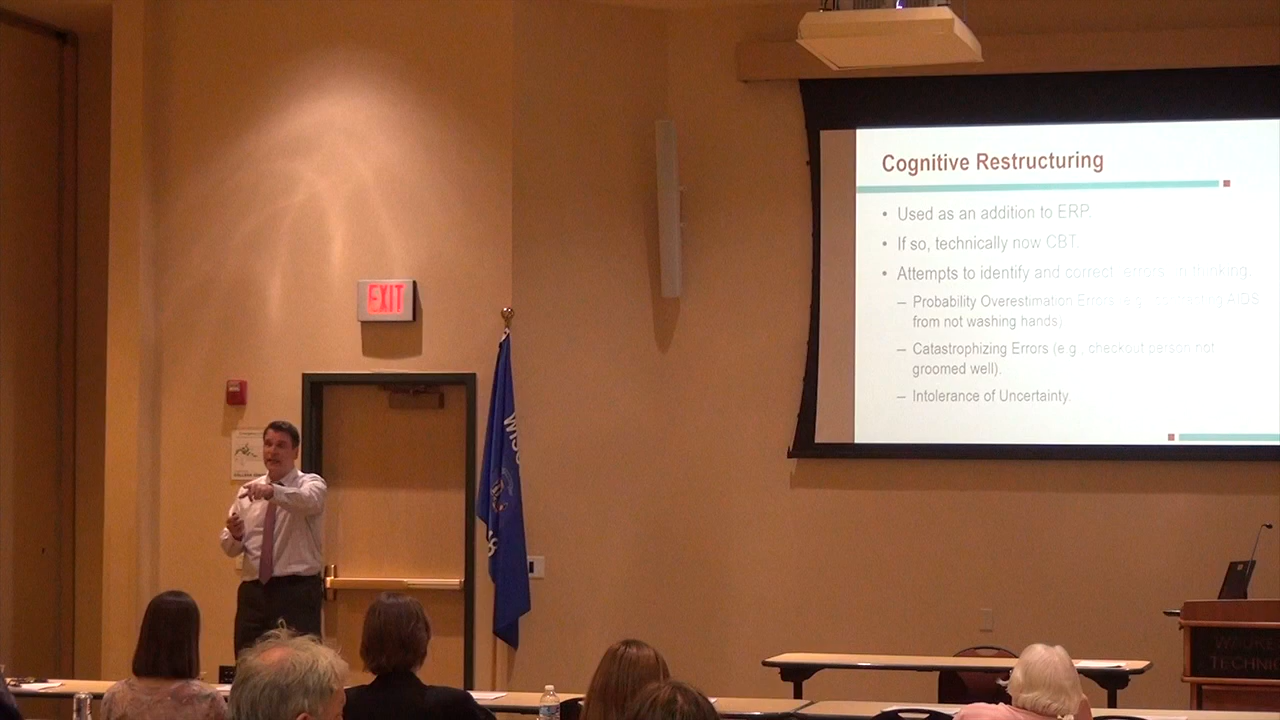 Cognitive Restructuring
• Used as an addition to ERP.
• If so, technically now CBT.
• Attempts to identify and correct errors in thinking.
– Probability Overestimation Errors (e.g., AIDS
from not washing hands)
– Catastrophizing Errors (e.g., checkout person not
groomed well).
– Intolerance of Uncertainty.
EXIT